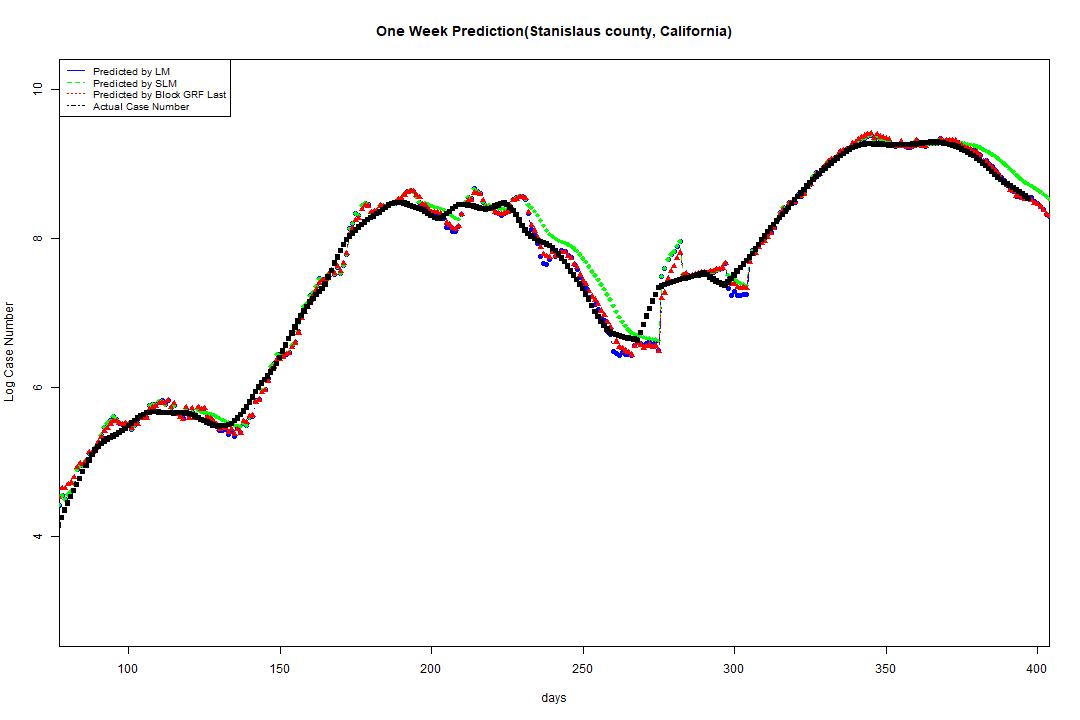 One Week Prediction(Stanislaus county, California)
Predicted by LM
Predicted by SLM
Predicted by Block GRF Last
Actual Case Number
10
8
6
4
Log Case Number
100 150 200 250 300 350 400
days